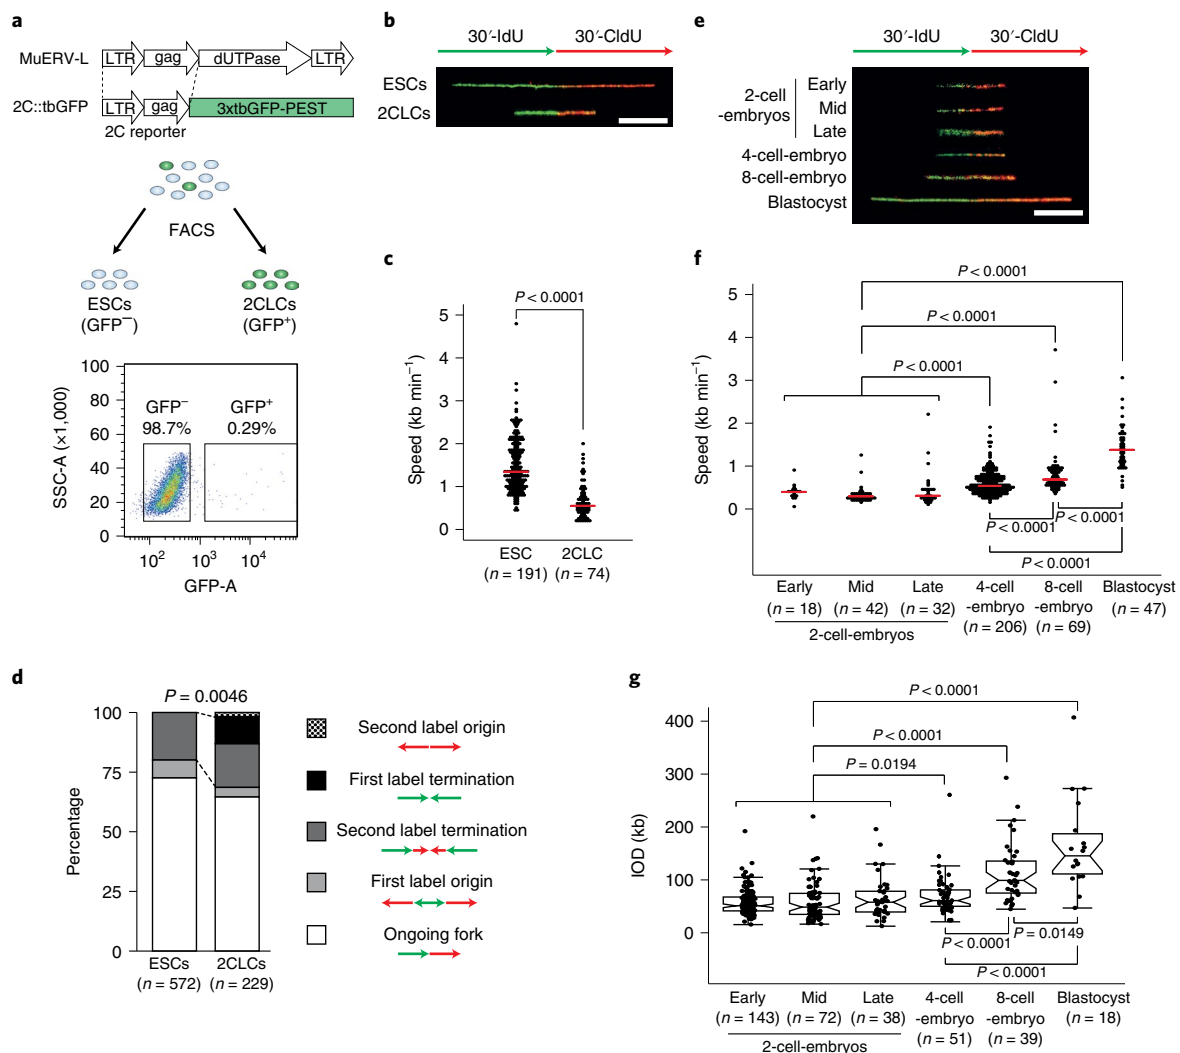 a
MuERV-L
LTR
gag
dUTPase
LTR
2C::tbGFP
LTR
gag
3xtbGFP-PEST
2C reporter
FACS
ESCs
(GFP⁻)
2CLCs
(GFP⁺)
SSC-A (×1,000)
100
80
60
40
20
0
GFP⁻
98.7%
GFP⁺
0.29%
10²
10³
10⁴
GFP-A
b
30′-IdU
30′-CldU
ESCs
2CLCs
c
P < 0.0001
Speed (kb min⁻¹)
5
4
3
2
1
0
ESC
(n = 191)
2CLC
(n = 74)
d
P = 0.0046
Percentage
100
75
50
25
0
ESCs
(n = 572)
2CLCs
(n = 229)
Second label origin
First label termination
Second label termination
First label origin
Ongoing fork
e
30′-IdU
30′-CldU
2-cell
-embryos
Early
Mid
Late
4-cell-embryo
8-cell-embryo
Blastocyst
f
P < 0.0001
P < 0.0001
P < 0.0001
Speed (kb min⁻¹)
5
4
3
2
1
0
P < 0.0001
P < 0.0001
P < 0.0001
Early
(n = 18)
Mid
(n = 42)
Late
(n = 32)
2-cell-embryos
4-cell
-embryo
(n = 206)
8-cell
-embryo
(n = 69)
Blastocyst
(n = 47)
g
P < 0.0001
P < 0.0001
P = 0.0194
IOD (kb)
400
300
200
100
0
P < 0.0001
P = 0.0149
P < 0.0001
Early
(n = 143)
Mid
(n = 72)
Late
(n = 38)
2-cell-embryos
4-cell
-embryo
(n = 51)
8-cell
-embryo
(n = 39)
Blastocyst
(n = 18)